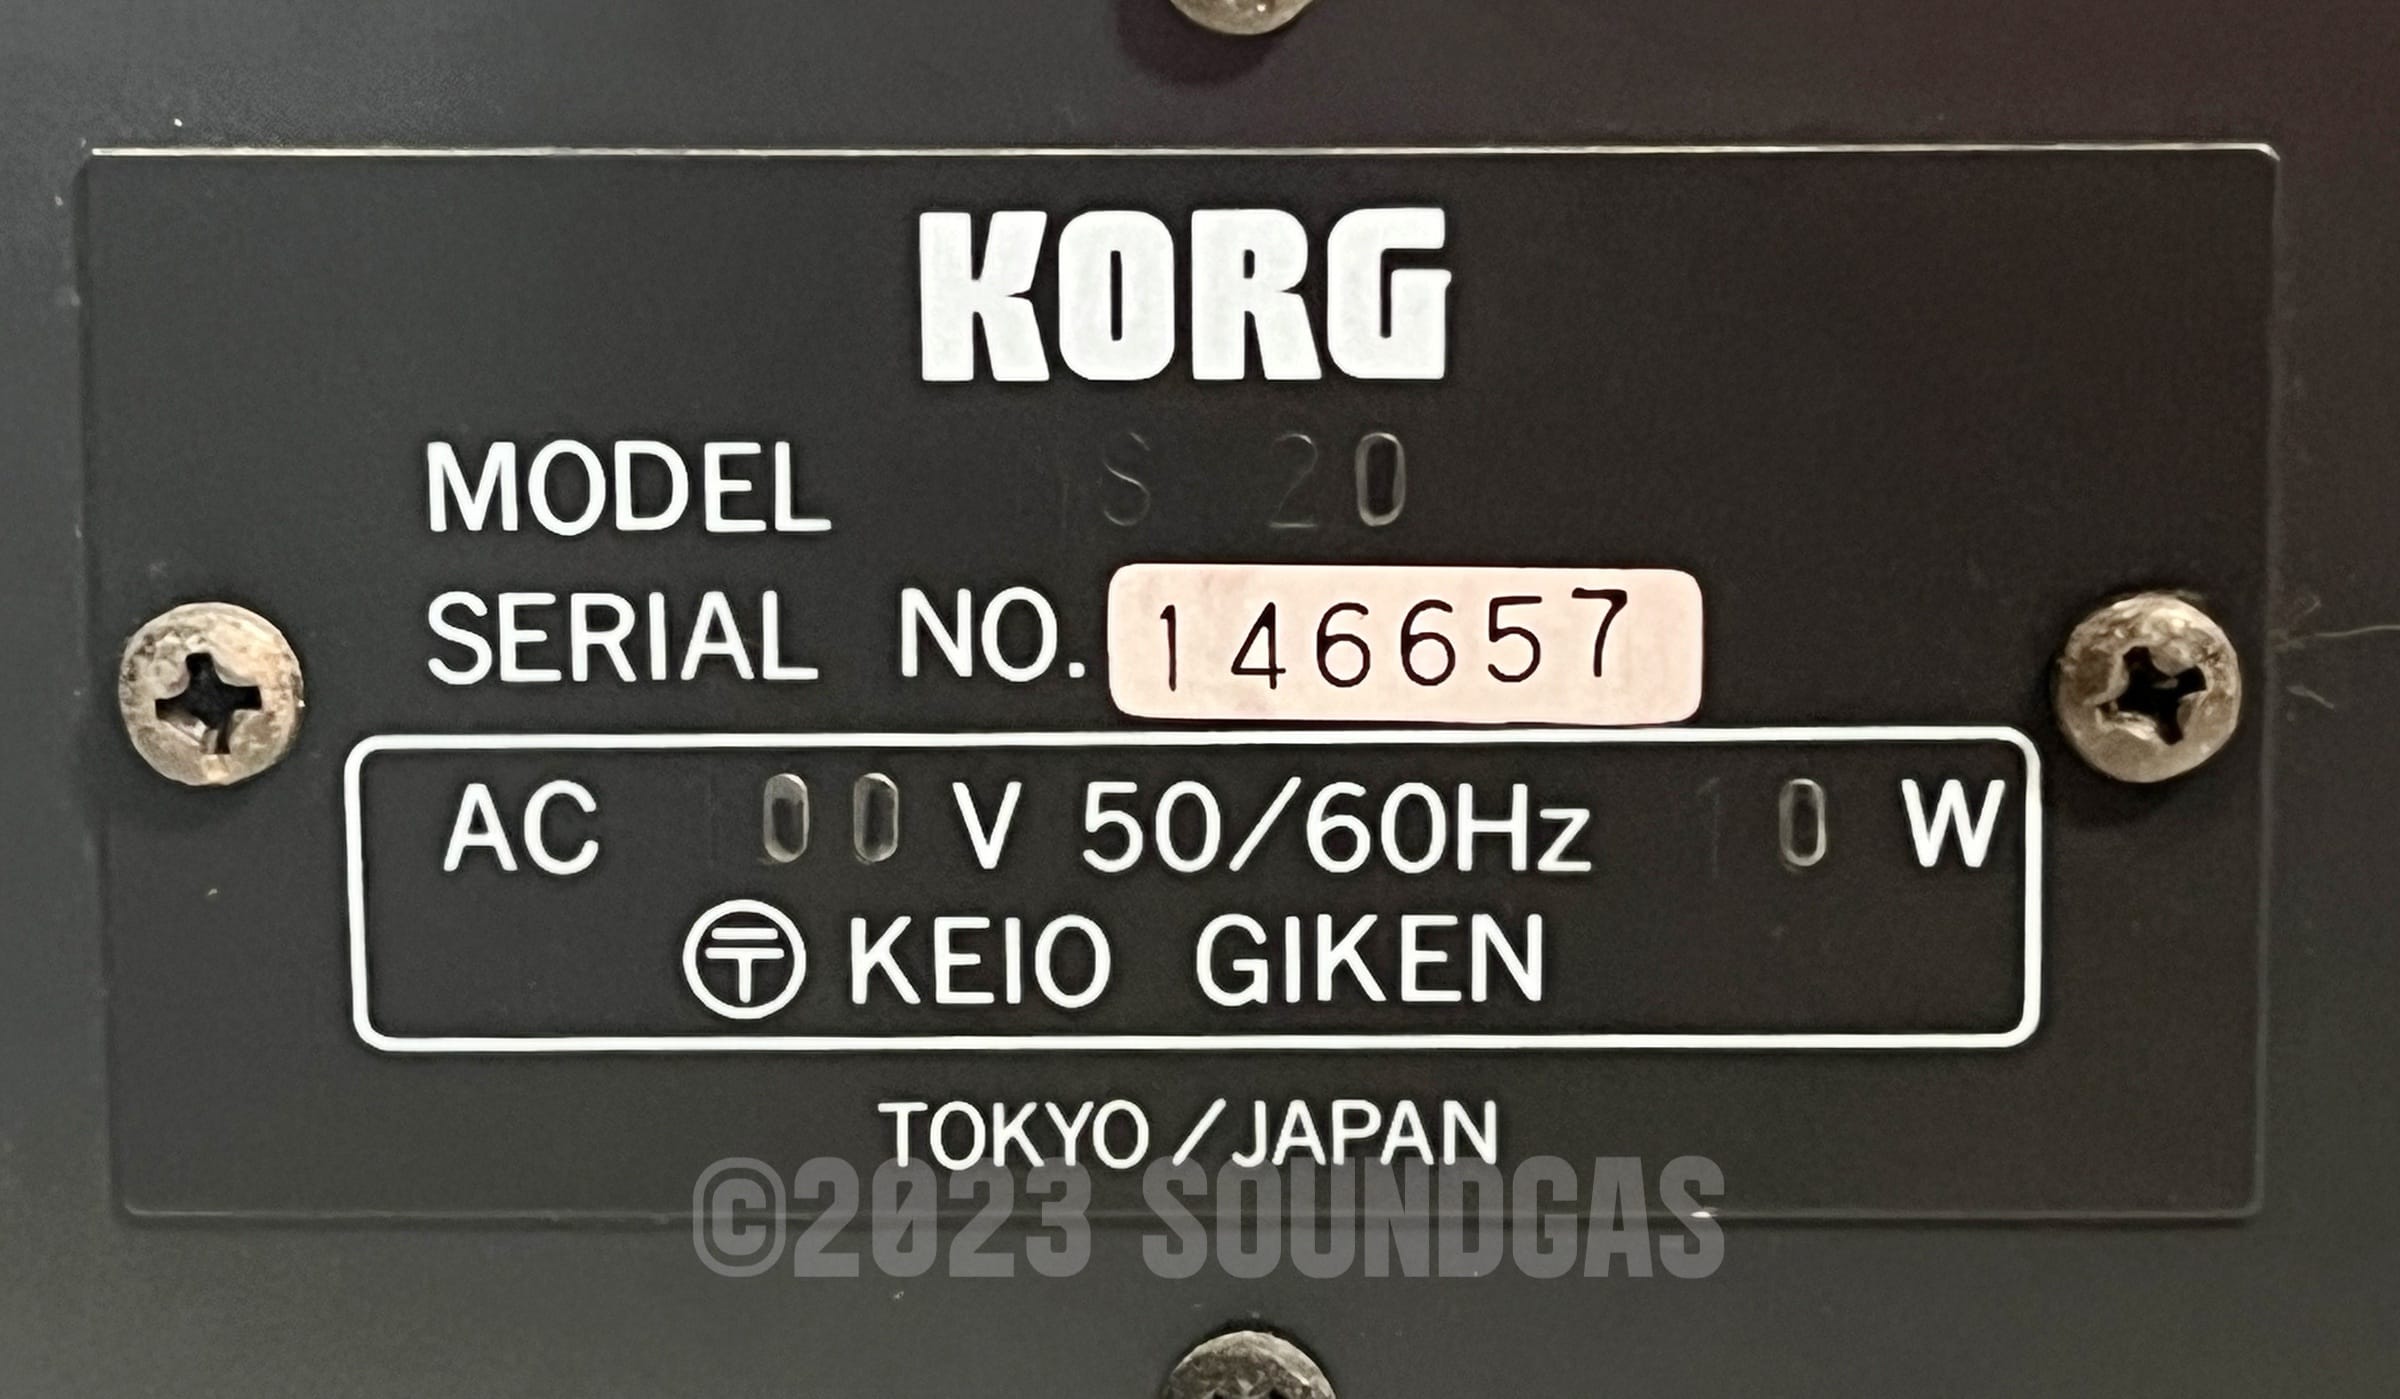 KORG
MODEL MS 20
SERIAL NO. 146657
AC 100 V 50/60Hz 10 W
〒 KEIO GIKEN
TOKYO/JAPAN
©2023 SOUNDGAS